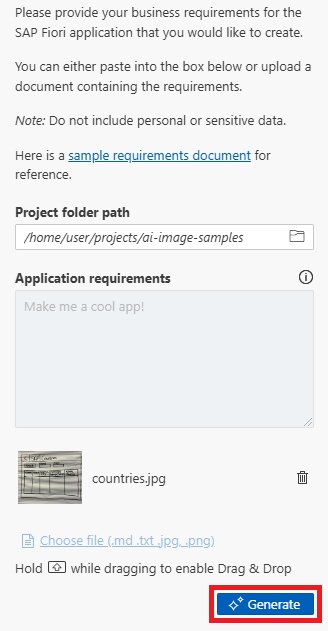 Please provide your business requirements for the
SAP Fiori application that you would like to create.
You can either paste into the box below or upload a
document containing the requirements.
Note: Do not include personal or sensitive data.
Here is a sample requirements document for
reference.
Project folder path
/home/user/projects/ai-image-samples
Application requirements
Make me a cool app!
countries.jpg
Choose file (.md .txt .jpg, .png)
Hold while dragging to enable Drag & Drop
Generate